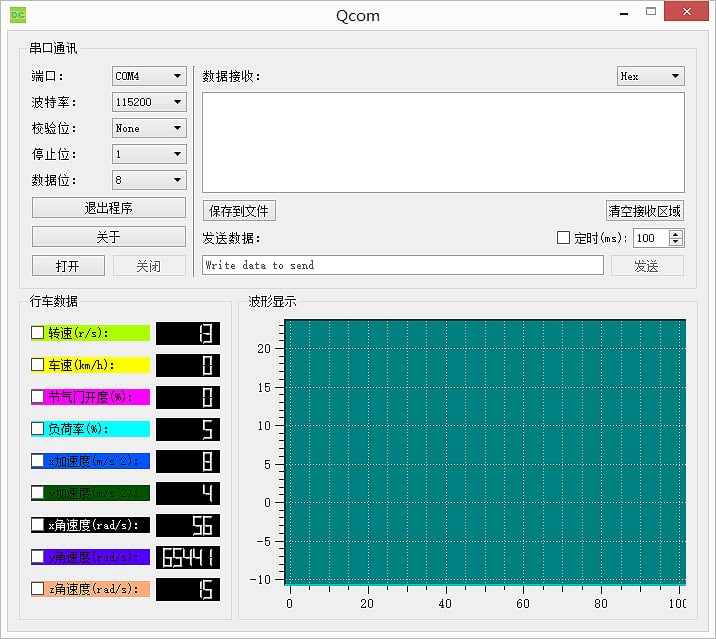 QC
Qcom
串口通讯
端口:
COM4
波特率:
115200
校验位:
None
停止位:
1
数据位:
8
退出程序
关于
打开
关闭
数据接收:
Hex
保存到文件
清空接收区域
发送数据:
定时(ms):
100
Write data to send
发送
行车数据
转速(r/s):
13
车速(km/h):
0
节气门开度(%):
0
负荷率(%):
5
x加速度(m/s^2):
8
y加速度(m/s^2):
4
x角速度(rad/s):
56
y角速度(rad/s):
65441
z角速度(rad/s):
15
波形显示
20
15
10
5
0
-5
-10
0
20
40
60
80
100